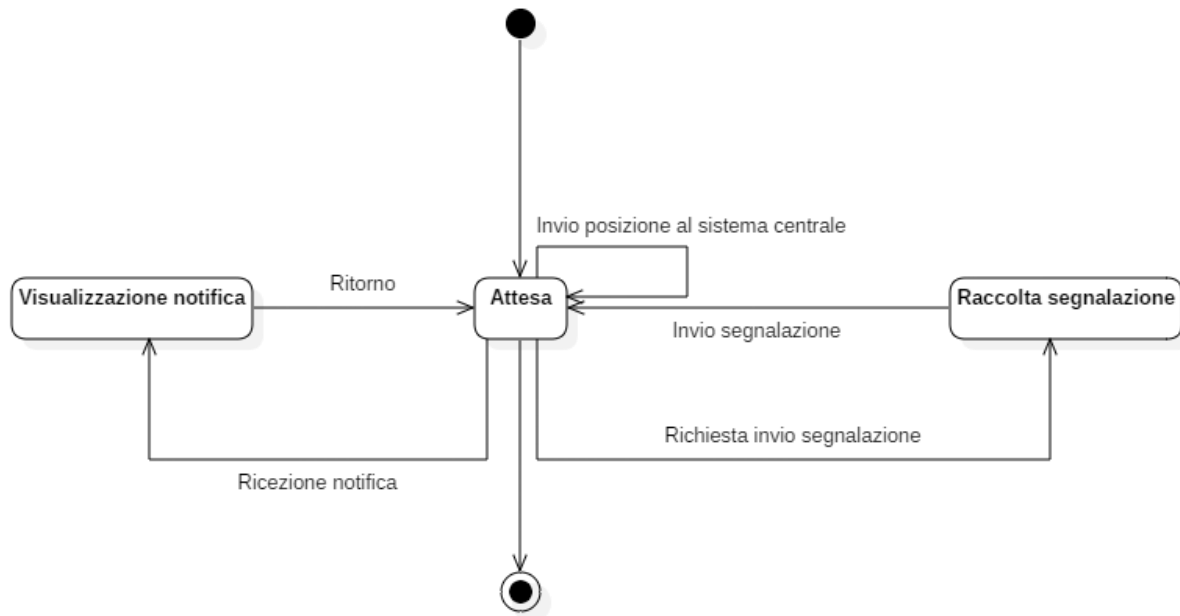 Invio posizione al sistema centrale
Ritorno
Visualizzazione notifica
Attesa
Raccolta segnalazione
Invio segnalazione
Richiesta invio segnalazione
Ricezione notifica